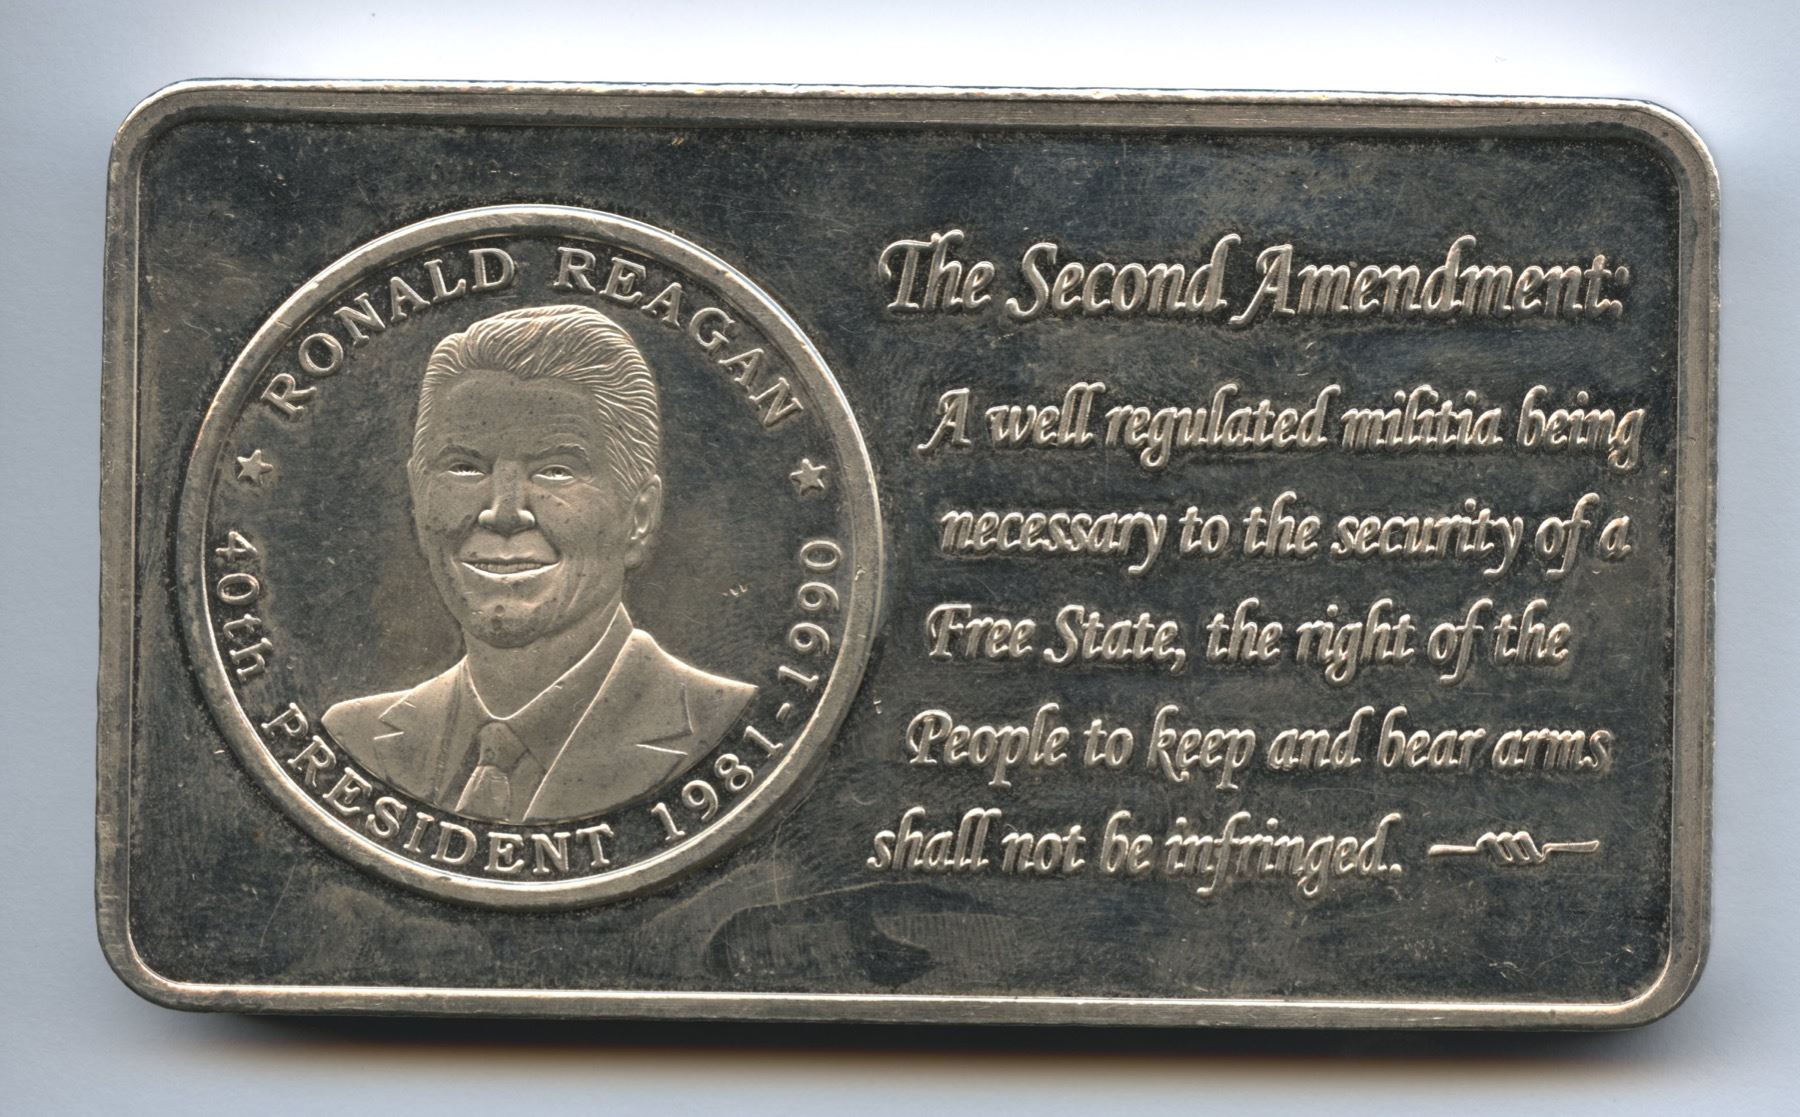 RONALD REAGAN
40th PRESIDENT 1981-1990
The Second Amendment:
A well regulated militia being
necessary to the security of a
Free State, the right of the
People to keep and bear arms
shall not be infringed.